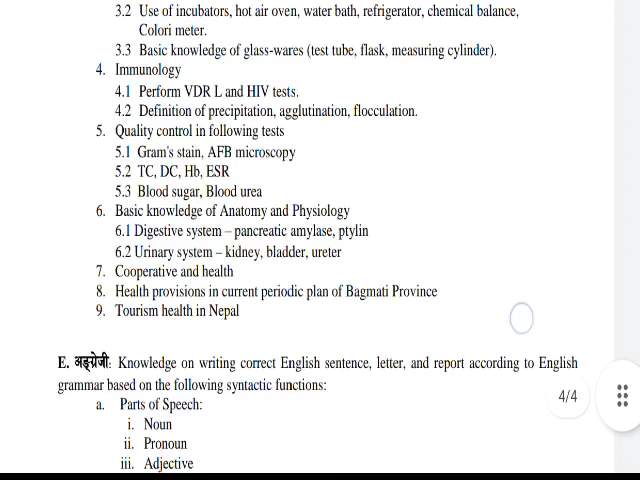 3.2 Use of incubators, hot air oven, water bath, refrigerator, chemical balance,
Colori meter.
3.3 Basic knowledge of glass-wares (test tube, flask, measuring cylinder).
4. Immunology
4.1 Perform VDR L and HIV tests.
4.2 Definition of precipitation, agglutination, flocculation.
5. Quality control in following tests
5.1 Gram's stain, AFB microscopy
5.2 TC, DC, Hb, ESR
5.3 Blood sugar, Blood urea
6. Basic knowledge of Anatomy and Physiology
6.1 Digestive system – pancreatic amylase, ptylin
6.2 Urinary system – kidney, bladder, ureter
7. Cooperative and health
8. Health provisions in current periodic plan of Bagmati Province
9. Tourism health in Nepal
E. अङ्ग्रेजी: Knowledge on writing correct English sentence, letter, and report according to English
grammar based on the following syntactic functions:
4/4
a. Parts of Speech:
i. Noun
ii. Pronoun
iii. Adjective